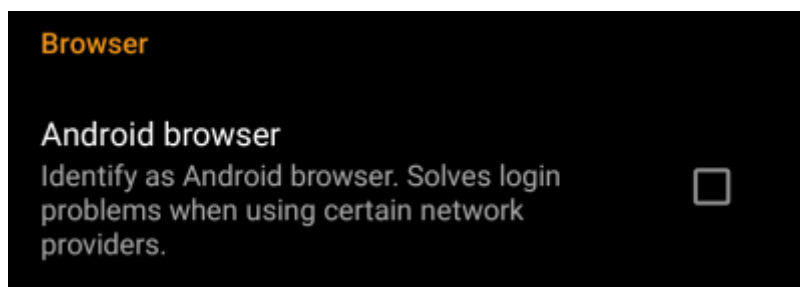 Browser
Android browser
Identify as Android browser. Solves login
problems when using certain network
providers.